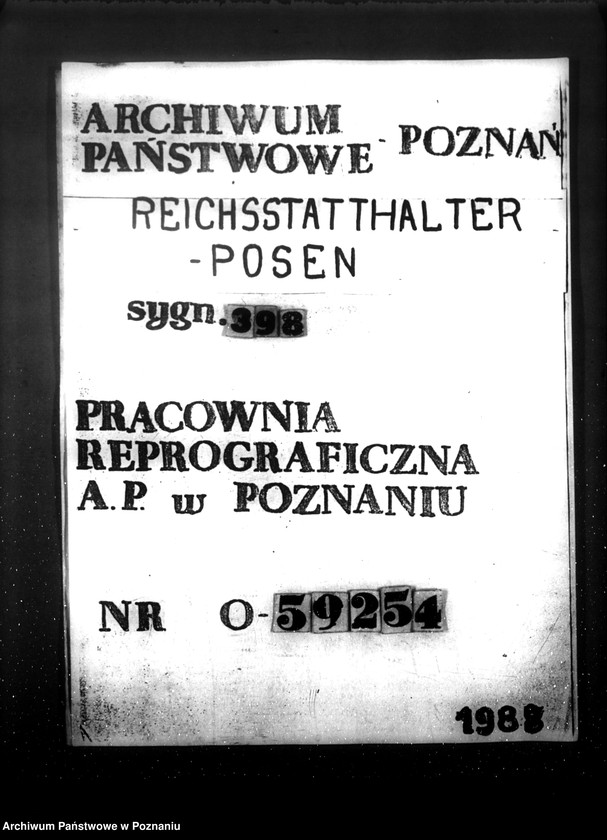 ARCHIWUM
PAŃSTWOWE - POZNAŃ
REICHSSTATTHALTER
-POSEN
sygn. 398
PRACOWNIA
REPROGRAFICZNA
A.P. w POZNANIU
NR O-59254
1988
Archiwum Państwowe w Poznaniu